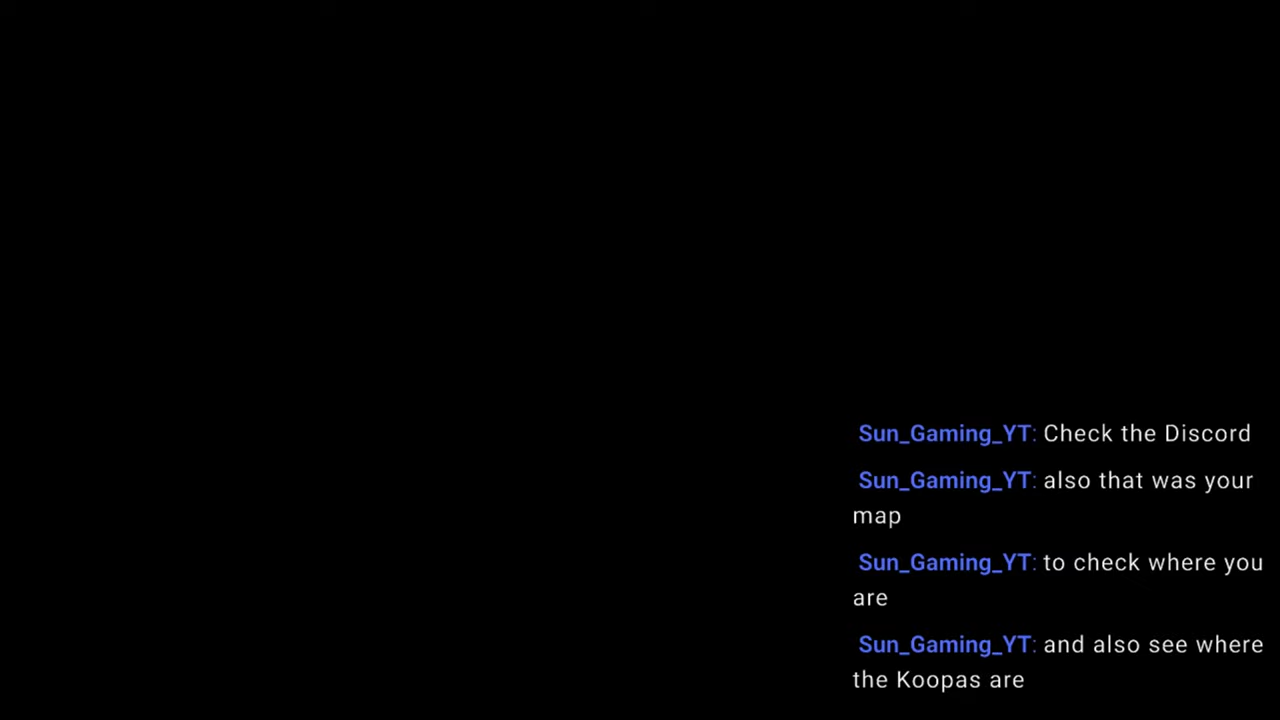 Sun_Gaming_YT: Check the Discord
Sun_Gaming_YT: also that was your
map
Sun_Gaming_YT: to check where you
are
Sun_Gaming_YT: and also see where
the Koopas are